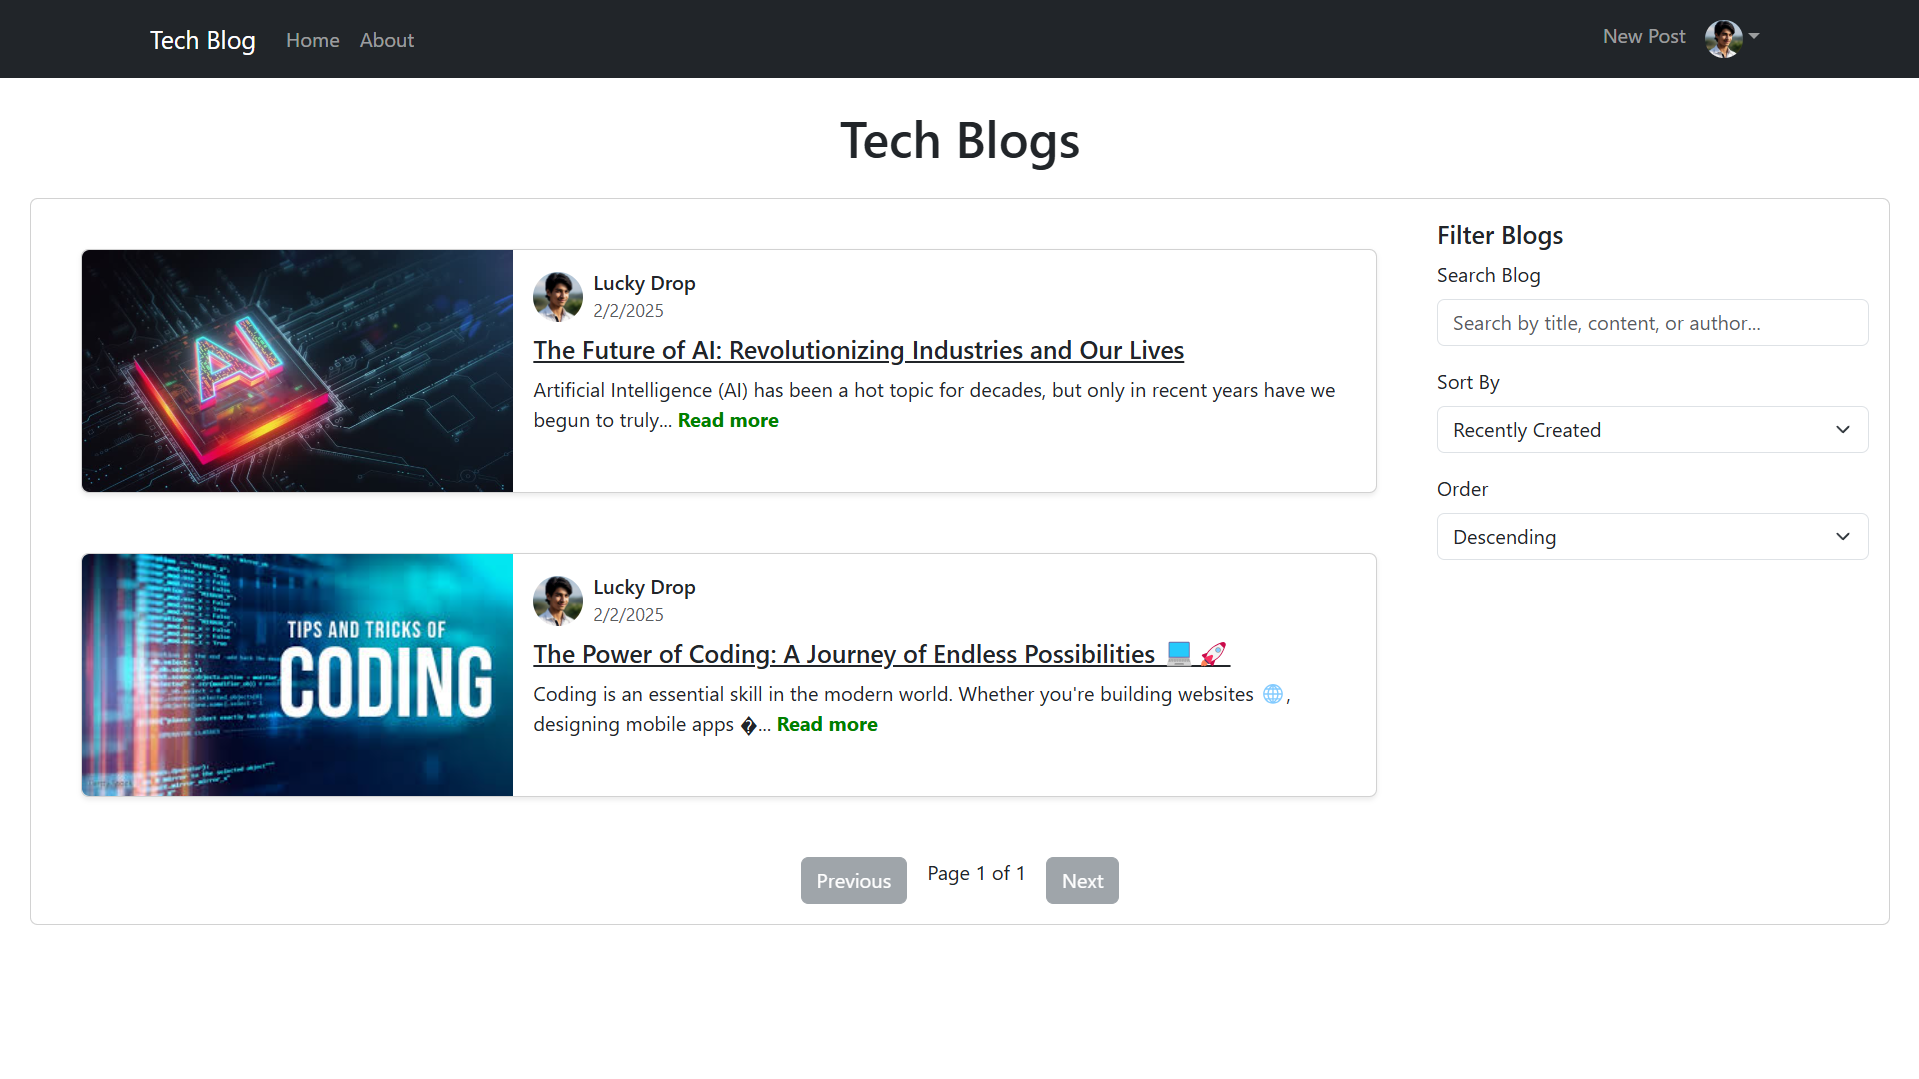 Tech Blog Home About New Post
Tech Blogs
AI
Lucky Drop
2/2/2025
The Future of AI: Revolutionizing Industries and Our Lives
Artificial Intelligence (AI) has been a hot topic for decades, but only in recent years have we
begun to truly... Read more
TIPS AND TRICKS OF
CODING
Lucky Drop
2/2/2025
The Power of Coding: A Journey of Endless Possibilities 💻 🚀
Coding is an essential skill in the modern world. Whether you're building websites 🌐,
designing mobile apps �... Read more
Previous Page 1 of 1 Next
Filter Blogs
Search Blog
Search by title, content, or author...
Sort By
Recently Created
Order
Descending